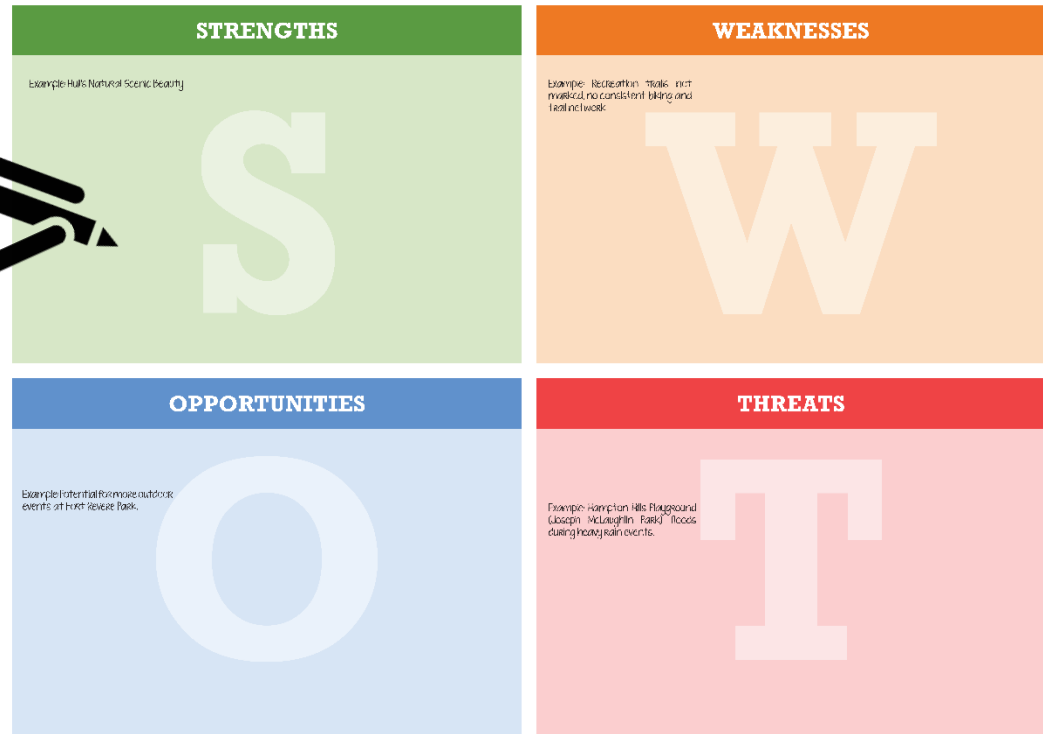 STRENGTHS
Example: Hull's Natural Scenic Beauty
S
WEAKNESSES
Example: Recreation trails not
marked, no consistent biking and
trail network
W
OPPORTUNITIES
Example: Potential for more outdoor
events at Fort Revere Park.
O
THREATS
Example: Hampton Hills Playground
(Joseph McLaughlin Park) floods
during heavy rain events.
T